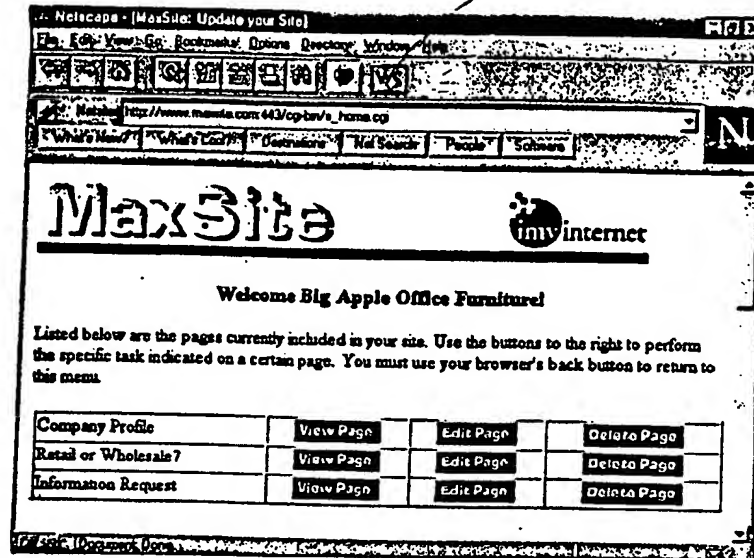 Netscape - [MaxSite: Update your Site]
File Edit View Go Bookmarks Options Directory Window Help
http://www.maxsite.com:443/cg-bin/s_home.cgi
What's New? What's Cool? Destinations Net Search People Software
N
MaxSite
imvinternet
Welcome Big Apple Office Furniture!
Listed below are the pages currently included in your site. Use the buttons to the right to perform
the specific task indicated on a certain page. You must use your browser's back button to return to
this menu.
Company Profile View Page Edit Page Delete Page
Retail or Wholesale? View Page Edit Page Delete Page
Information Request View Page Edit Page Delete Page
Document Done